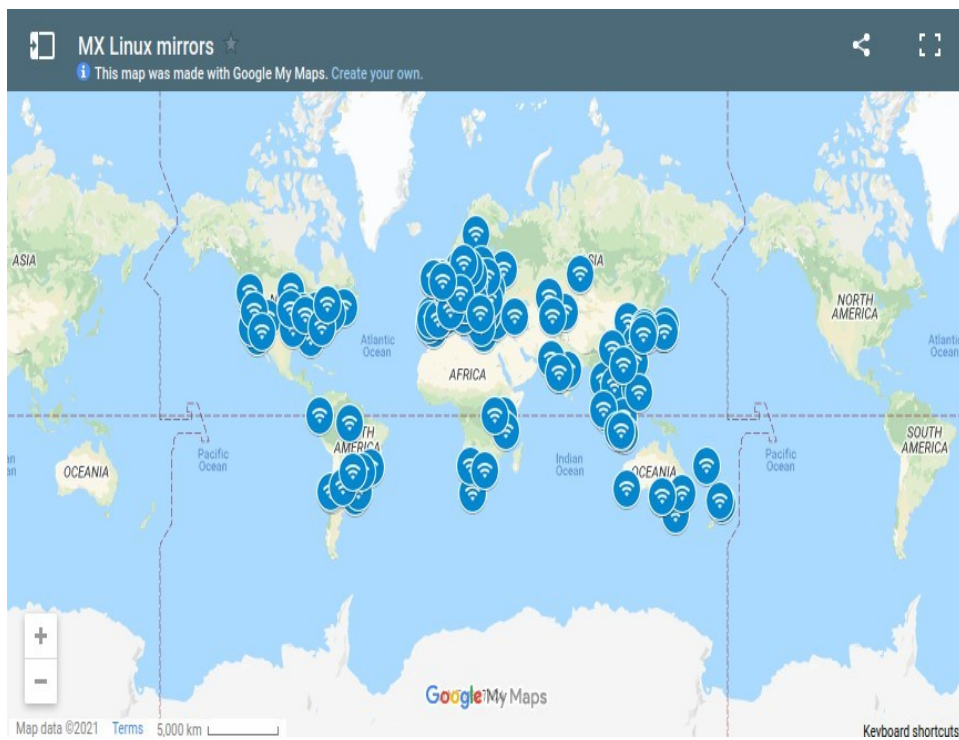 MX Linux mirrors
This map was made with Google My Maps. Create your own.
ASIA
NORTH
AMERICA
Atlantic
Ocean
AFRICA
Atlantic
Ocean
AMERICA
SOUTH
AMERICA
Pacific
Ocean
Indian
Ocean
Pacific
Ocean
OCEANIA
OCEANIA
Google My Maps
Map data ©2021 Terms 5,000 km
Keyboard shortcuts